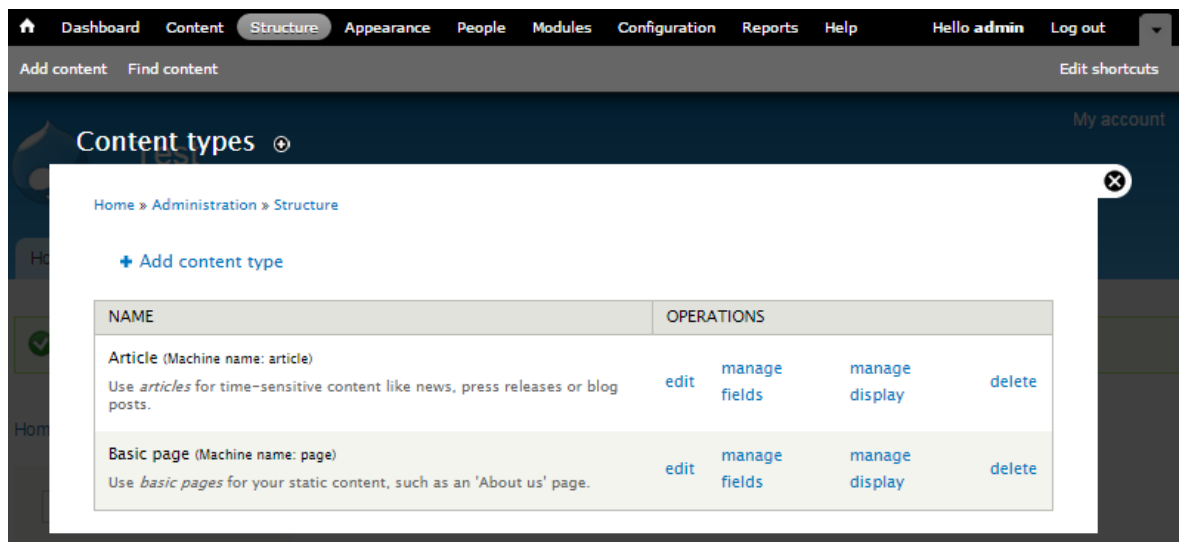 Dashboard Content Structure Appearance People Modules Configuration Reports Help Hello admin Log out
Add content Find content Edit shortcuts
My account
Content types
Test
Home » Administration » Structure
Add content type
NAME OPERATIONS
Article (Machine name: article)
Use articles for time-sensitive content like news, press releases or blog
posts.
edit manage fields manage display delete
Basic page (Machine name: page)
Use basic pages for your static content, such as an 'About us' page.
edit manage fields manage display delete